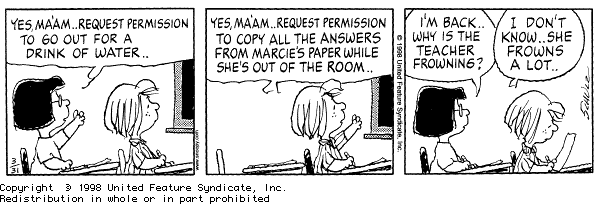 YES, MA'AM..REQUEST PERMISSION
TO GO OUT FOR A
DRINK OF WATER..
YES, MA'AM..REQUEST PERMISSION
TO COPY ALL THE ANSWERS
FROM MARCIE'S PAPER WHILE
SHE'S OUT OF THE ROOM..
© 1998 United Feature Syndicate, Inc.
I'M BACK..
WHY IS THE
TEACHER
FROWNING?
I DON'T
KNOW..SHE
FROWNS
A LOT..
Copyright © 1998 United Feature Syndicate, Inc.
Redistribution in whole or in part prohibited